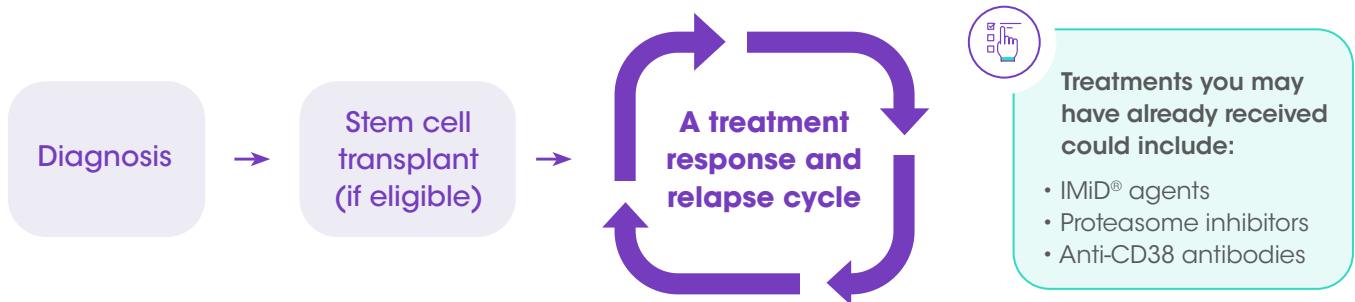 Diagnosis
Stem cell
transplant
(if eligible)
A treatment
response and
relapse cycle
Treatments you may
have already received
could include:
• IMiD® agents
• Proteasome inhibitors
• Anti-CD38 antibodies